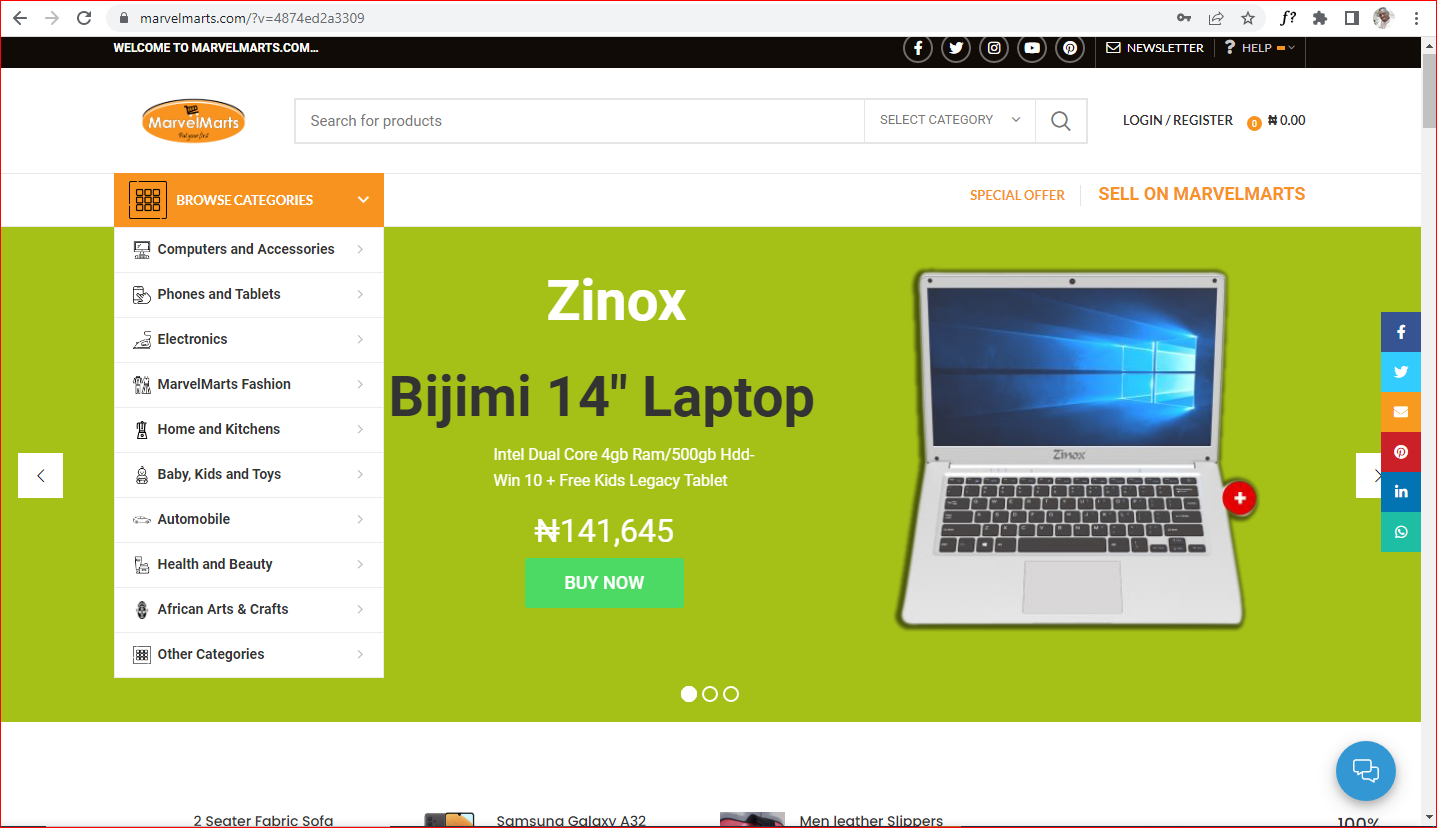 marvelmarts.com/?v=4874ed2a3309
f?
WELCOME TO MARVELMARTS.COM...
NEWSLETTER
? HELP
MarvelMarts
Put your first
Search for products
SELECT CATEGORY
LOGIN / REGISTER
0
₦ 0.00
BROWSE CATEGORIES
SPECIAL OFFER
SELL ON MARVELMARTS
Computers and Accessories
Phones and Tablets
Electronics
MarvelMarts Fashion
Home and Kitchens
Baby, Kids and Toys
Automobile
Health and Beauty
African Arts & Crafts
Other Categories
Zinox
Bijimi 14" Laptop
Intel Dual Core 4gb Ram/500gb Hdd-
Win 10 + Free Kids Legacy Tablet
₦141,645
BUY NOW
Zinox
2 Seater Fabric Sofa
Samsung Galaxy A32
Men leather Slippers
100%